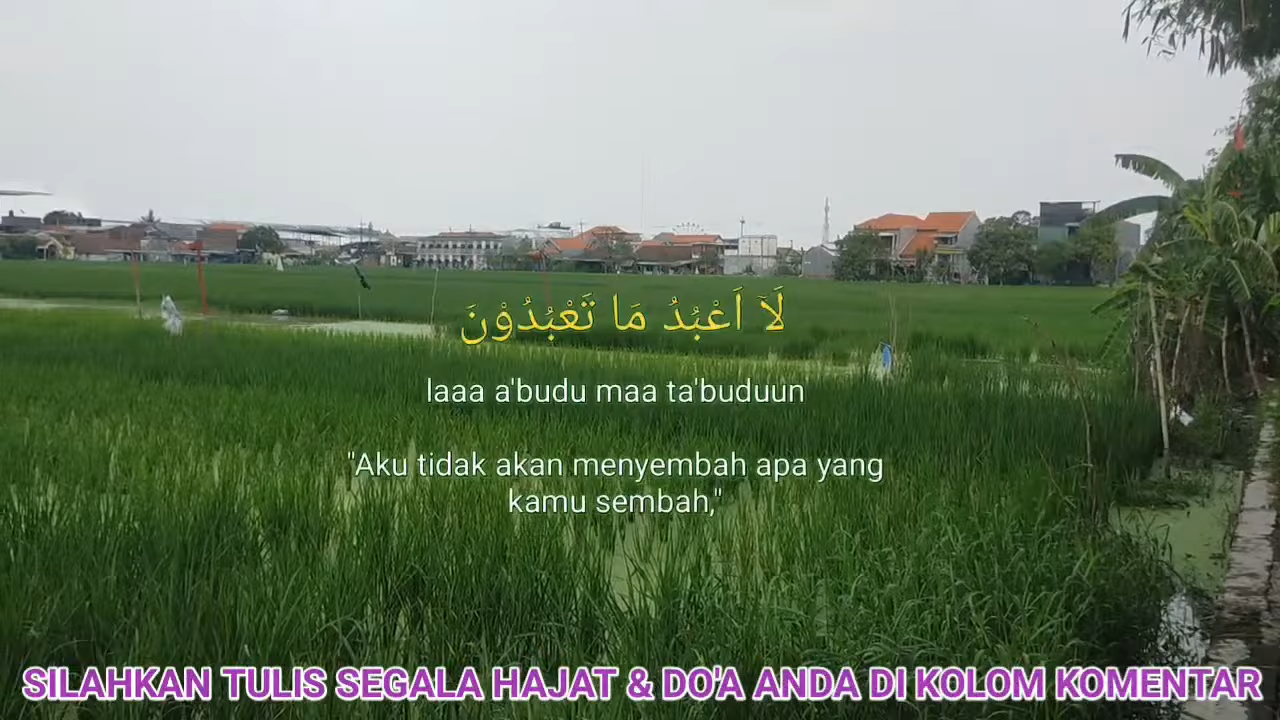 لَآ اَعْبُدُ مَا تَعْبُدُوْنَ
laaa a'budu maa ta'buduun
"Aku tidak akan menyembah apa yang
kamu sembah,"
SILAHKAN TULIS SEGALA HAJAT & DO'A ANDA DI KOLOM KOMENTAR